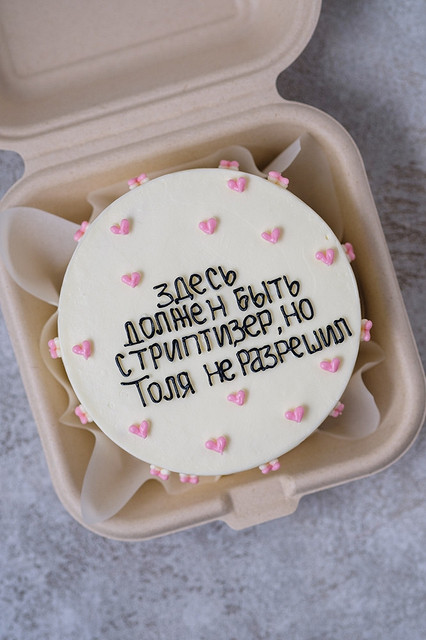 здесь
должен быть
стриптизер, но
Толя не разрешил